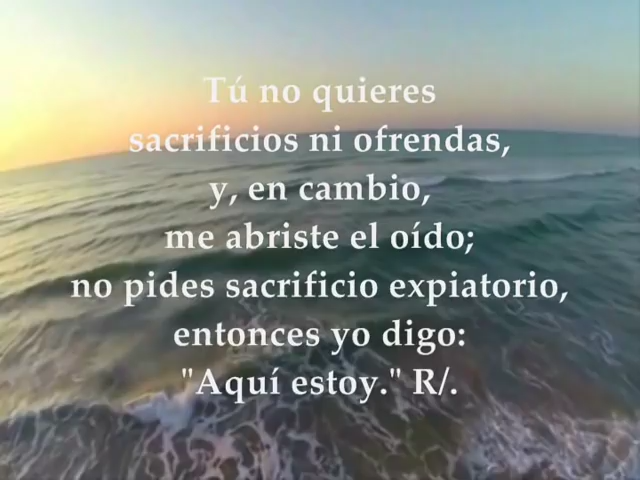 Tú no quieres
sacrificios ni ofrendas,
y, en cambio,
me abriste el oído;
no pides sacrificio expiatorio,
entonces yo digo:
"Aquí estoy." R/.